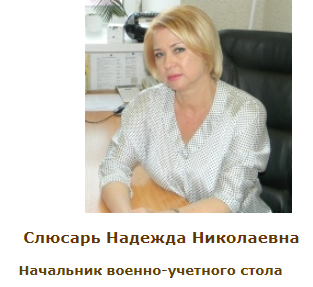 Слюсарь Надежда Николаевна
Начальник военно-учетного стола